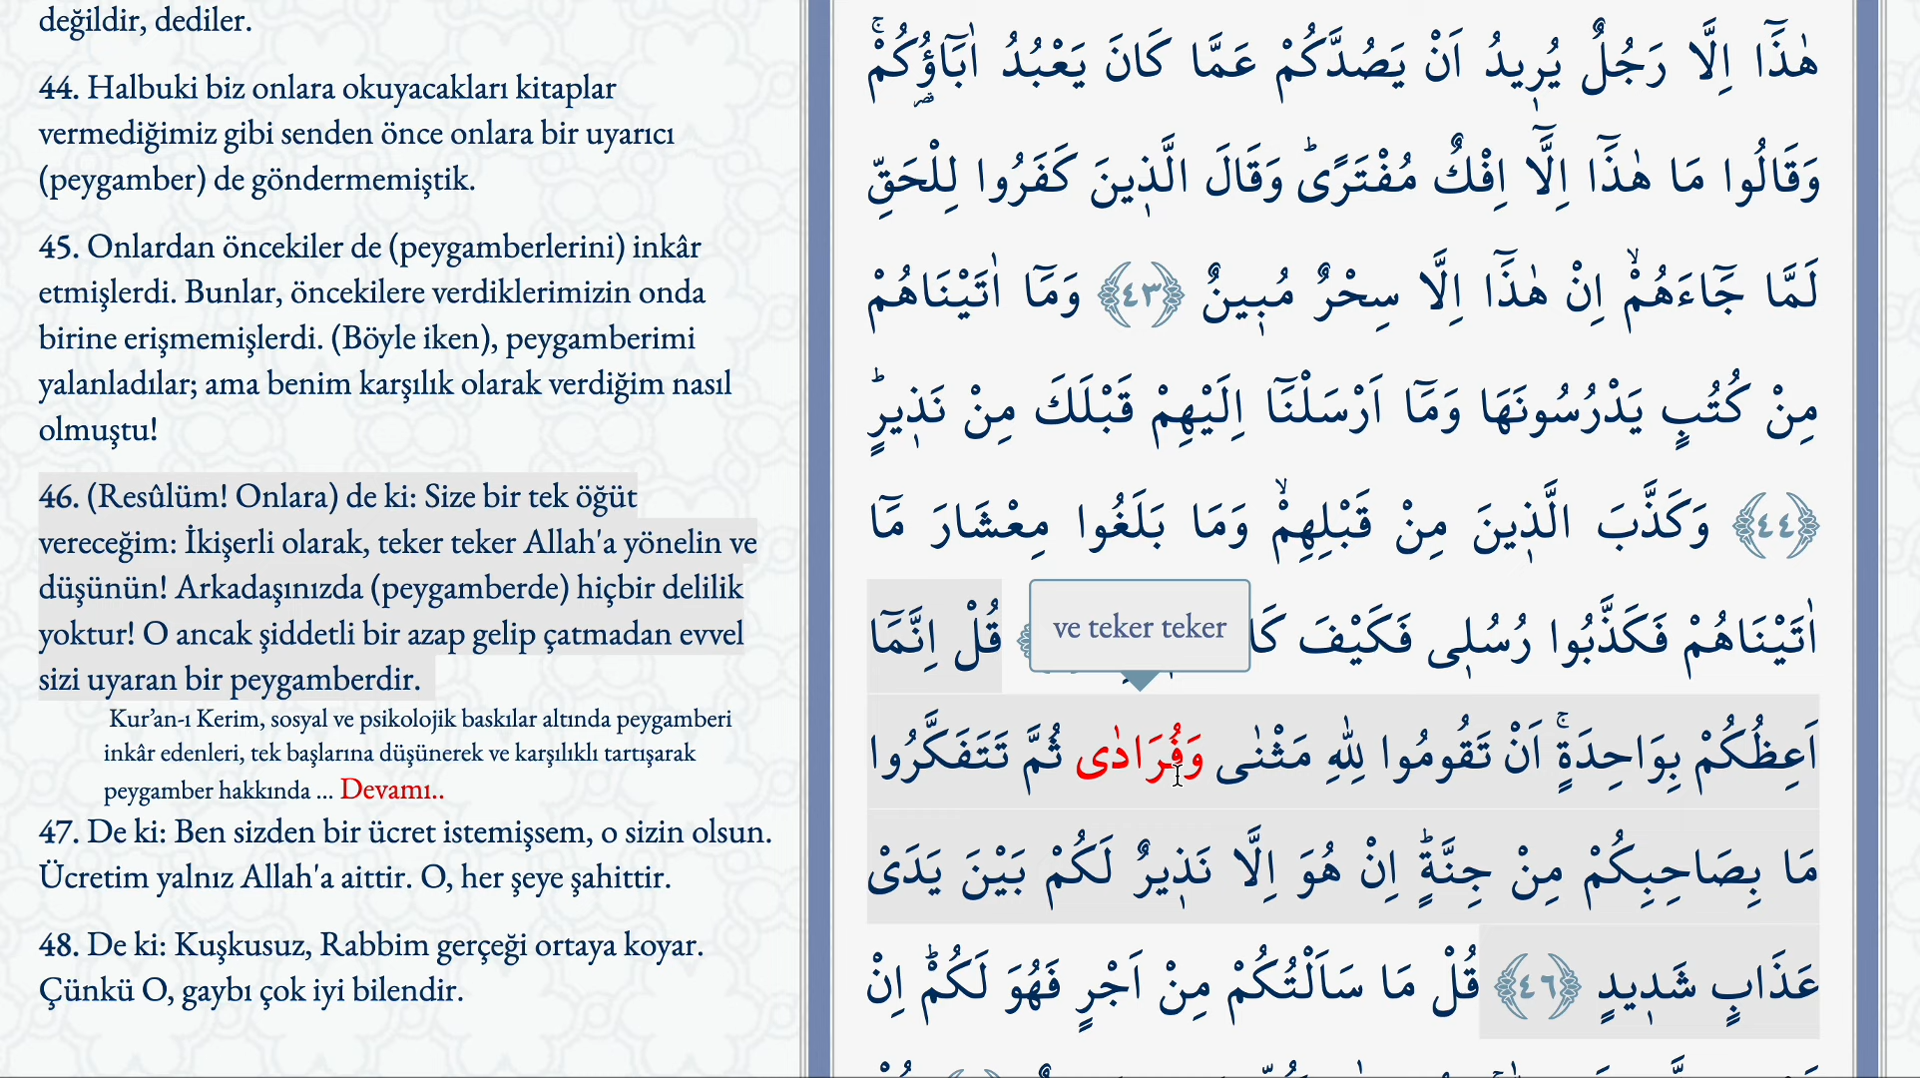 değildir, dediler.
44. Halbuki biz onlara okuyacakları kitaplar
vermediğimiz gibi senden önce onlara bir uyarıcı
(peygamber) de göndermemiştik.
45. Onlardan öncekiler de (peygamberlerini) inkâr
etmişlerdi. Bunlar, öncekilere verdiklerimizin onda
birine erişmemişlerdi. (Böyle iken), peygamberimi
yalanladılar; ama benim karşılık olarak verdiğim nasıl
olmuştu!
46. (Resûlüm! Onlara) de ki: Size bir tek öğüt
vereceğim: İkişerli olarak, teker teker Allah'a yönelin ve
düşünün! Arkadaşınızda (peygamberde) hiçbir delilik
yoktur! O ancak şiddetli bir azap gelip çatmadan evvel
sizi uyaran bir peygamberdir.
Kur’an-ı Kerim, sosyal ve psikolojik baskılar altında peygamberi
inkâr edenleri, tek başlarına düşünerek ve karşılıklı tartışarak
peygamber hakkında ... Devamı..
47. De ki: Ben sizden bir ücret istemişsem, o sizin olsun.
Ücretim yalnız Allah'a aittir. O, her şeye şahittir.
48. De ki: Kuşkusuz, Rabbim gerçeği ortaya koyar.
Çünkü O, gaybı çok iyi bilendir.
هٰذَٓا اِلَّا رَجُلٌ يُر۪يدُ اَنْ يَصُدَّكُمْ عَمَّا كَانَ يَعْبُدُ اٰبَٓاؤُ۬كُمْۚ
وَقَالُوا مَا هٰذَٓا اِلَّٓا اِفْكٌ مُفْتَرًىۜ وَقَالَ الَّذ۪ينَ كَفَرُوا لِلْحَقِّ
لَمَّا جَٓاءَهُمْۙ اِنْ هٰذَٓا اِلَّا سِحْرٌ مُب۪ينٌ ﴿٤٣﴾ وَمَٓا اٰتَيْنَاهُمْ
مِنْ كُتُبٍ يَدْرُسُونَهَا وَمَٓا اَرْسَلْنَٓا اِلَيْهِمْ قَبْلَكَ مِنْ نَذ۪يرٍۜ
﴿٤٤﴾ وَكَذَّبَ الَّذ۪ينَ مِنْ قَبْلِهِمْۙ وَمَا بَلَغُوا مِعْشَارَ مَٓا
اٰتَيْنَاهُمْ فَكَذَّبُوا رُسُل۪ي فَكَيْفَ قُلْ اِنَّمَٓا
ve teker teker
اَعِظُكُمْ بِوَاحِدَةٍۚ اَنْ تَقُومُوا لِلّٰهِ مَثْنٰى وَفُرَادٰى ثُمَّ تَتَفَكَّرُوا
مَا بِصَاحِبِكُمْ مِنْ جِنَّةٍۜ اِنْ هُوَ اِلَّا نَذ۪يرٌ لَكُمْ بَيْنَ يَدَيْ
عَذَابٍ شَد۪يدٍ ﴿٤٦﴾ قُلْ مَا سَاَلْتُكُمْ مِنْ اَجْرٍ فَهُوَ لَكُمْۜ اِنْ